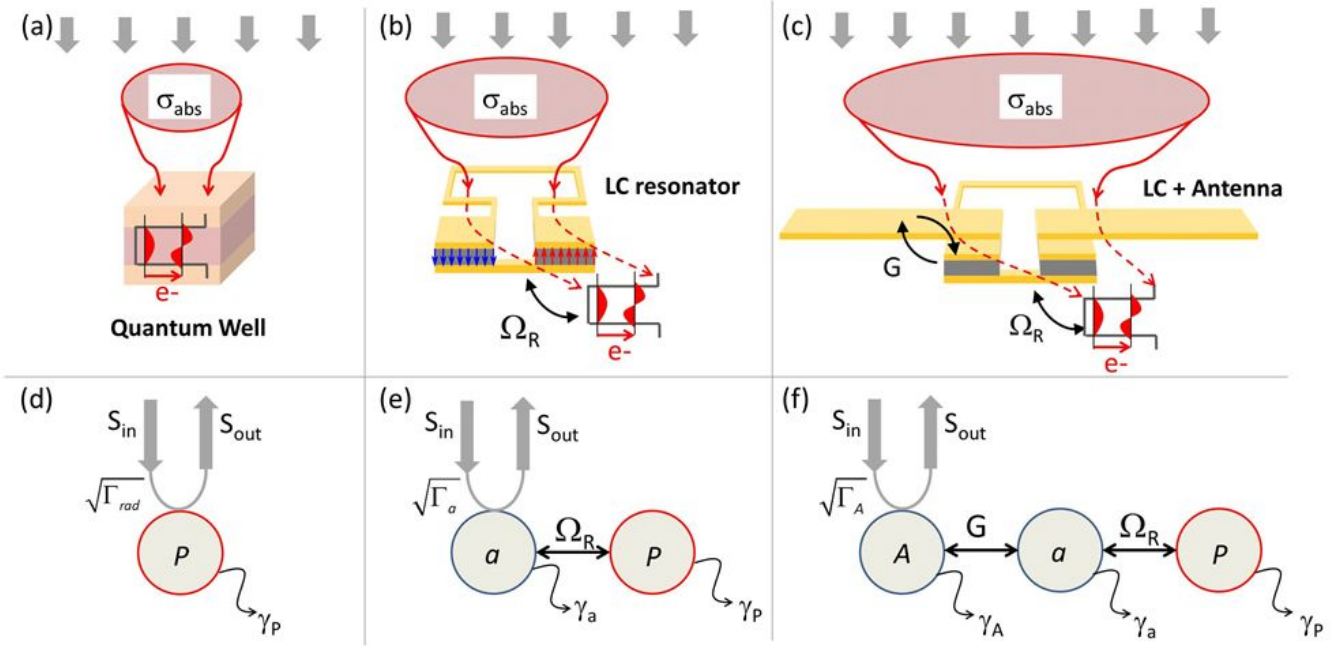 (a)
σabs
e-
Quantum Well
(b)
σabs
LC resonator
ΩR
e-
(c)
σabs
LC + Antenna
G
ΩR
e-
(d)
Sin
Sout
√Γrad
P
γP
(e)
Sin
Sout
√Γa
a
ΩR
P
γa
γP
(f)
Sin
Sout
√ΓA
A
G
a
ΩR
P
γA
γa
γP